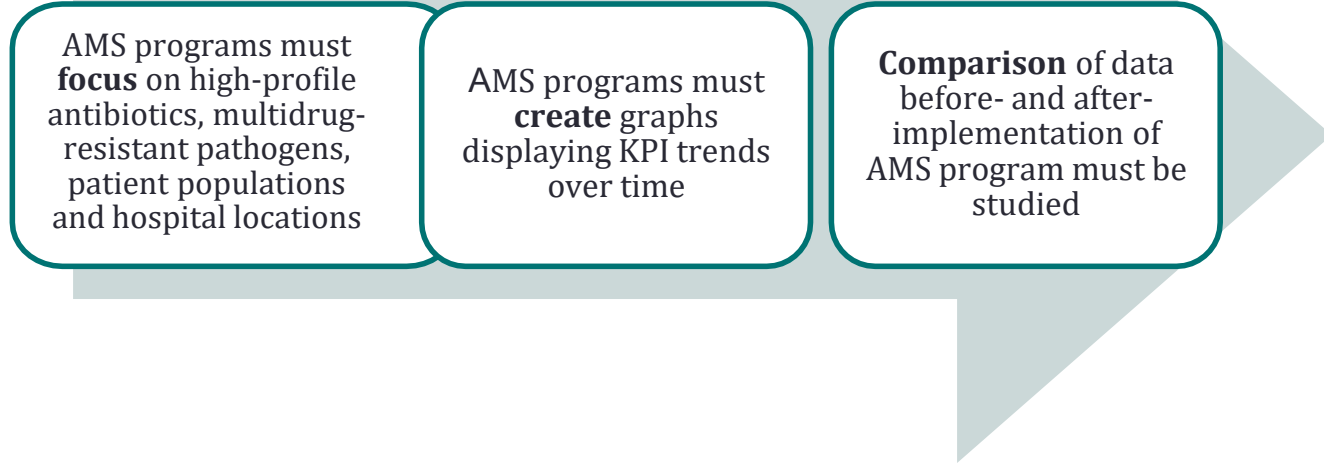 AMS programs must
focus on high-profile
antibiotics, multidrug-
resistant pathogens,
patient populations
and hospital locations
AMS programs must
create graphs
displaying KPI trends
over time
Comparison of data
before- and after-
implementation of
AMS program must be
studied